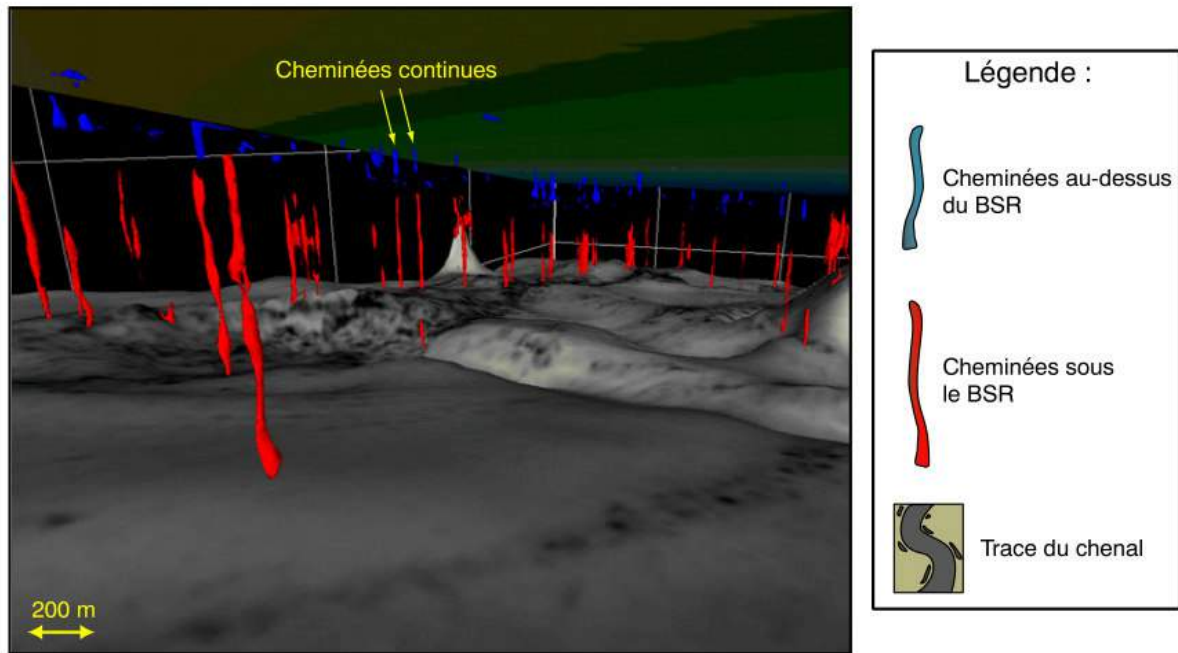 Cheminées continues
200 m
Légende :
Cheminées au-dessus
du BSR
Cheminées sous
le BSR
Trace du chenal